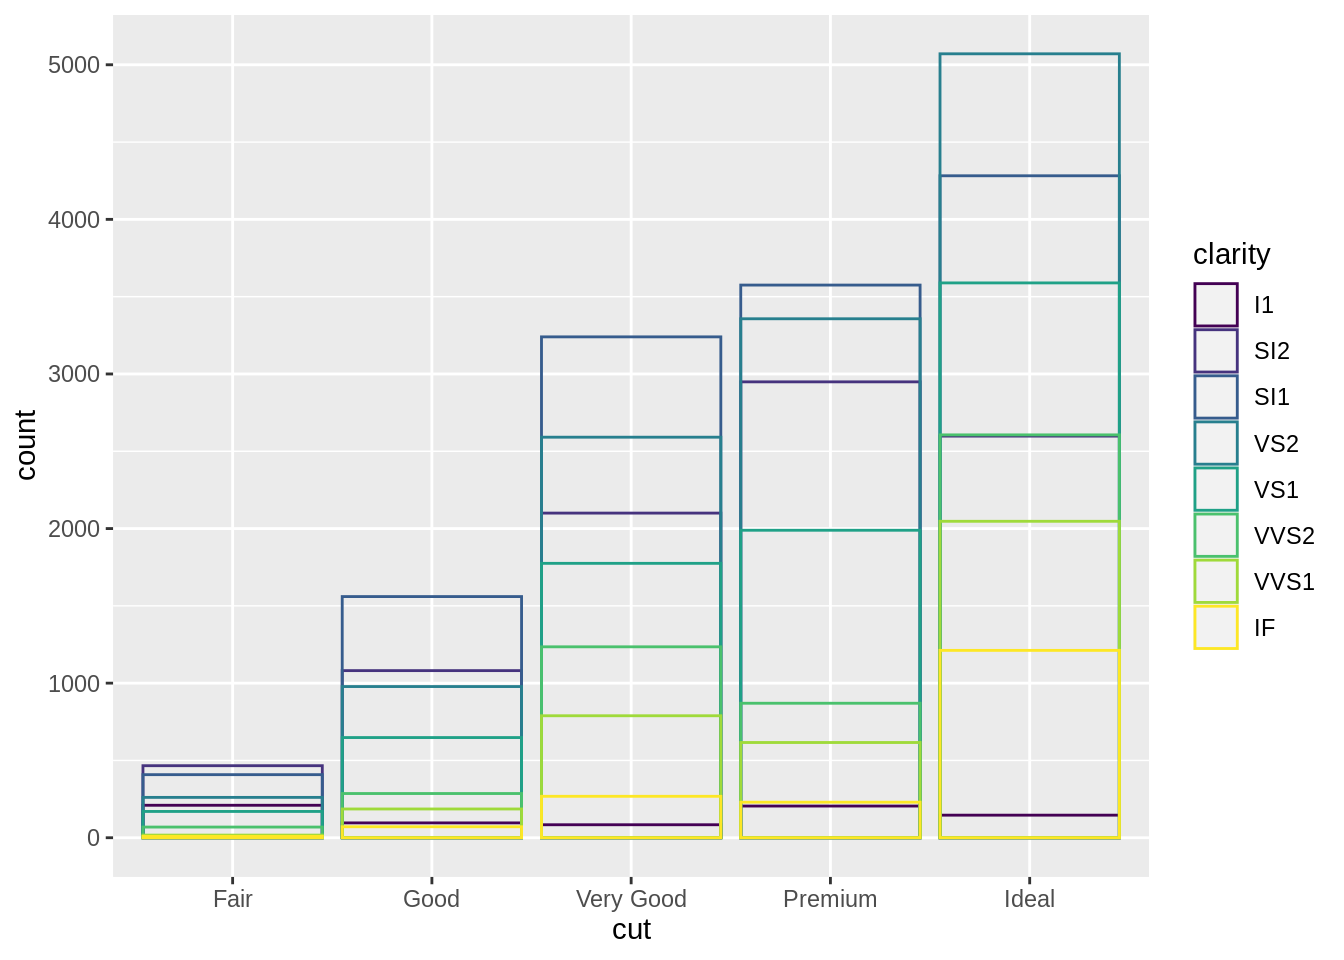 5000
4000
3000
2000
1000
0
count
Fair
Good
Very Good
Premium
Ideal
cut
clarity
I1
SI2
SI1
VS2
VS1
VVS2
VVS1
IF